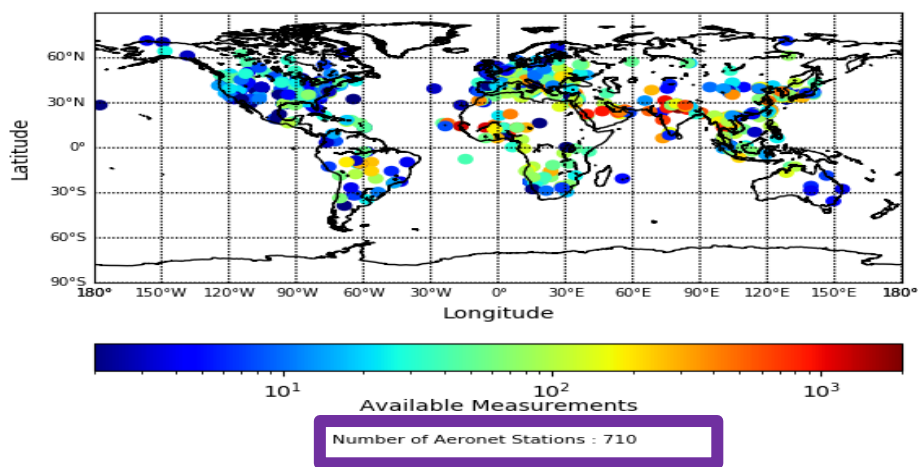 60°N
30°N
0°
30°S
60°S
90°S
Latitude
180° 150°W 120°W 90°W 60°W 30°W 0° 30°E 60°E 90°E 120°E 150°E 180°
Longitude
10¹ 10² 10³
Available Measurements
Number of Aeronet Stations : 710